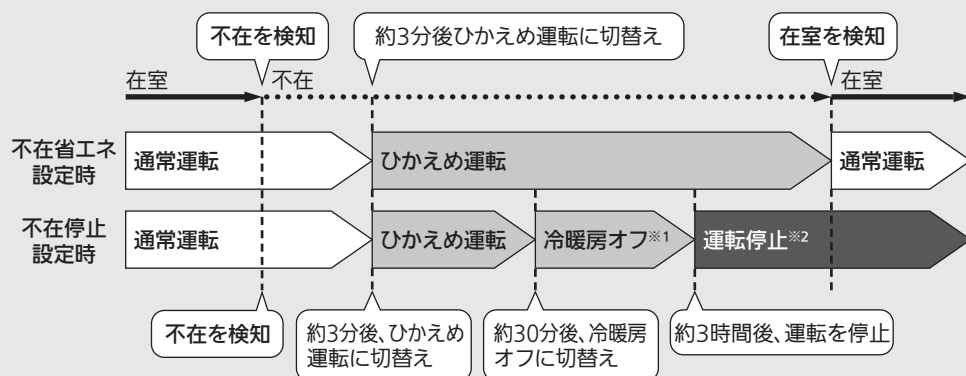 不在を検知
約3分後ひかえめ運転に切替え
在室を検知
在室
不在
在室
不在省エネ
設定時
通常運転
ひかえめ運転
通常運転
不在停止
設定時
通常運転
ひかえめ運転
冷暖房オフ※1
運転停止※2
不在を検知
約3分後、ひかえめ
運転に切替え
約30分後、冷暖房
オフに切替え
約3時間後、運転を停止